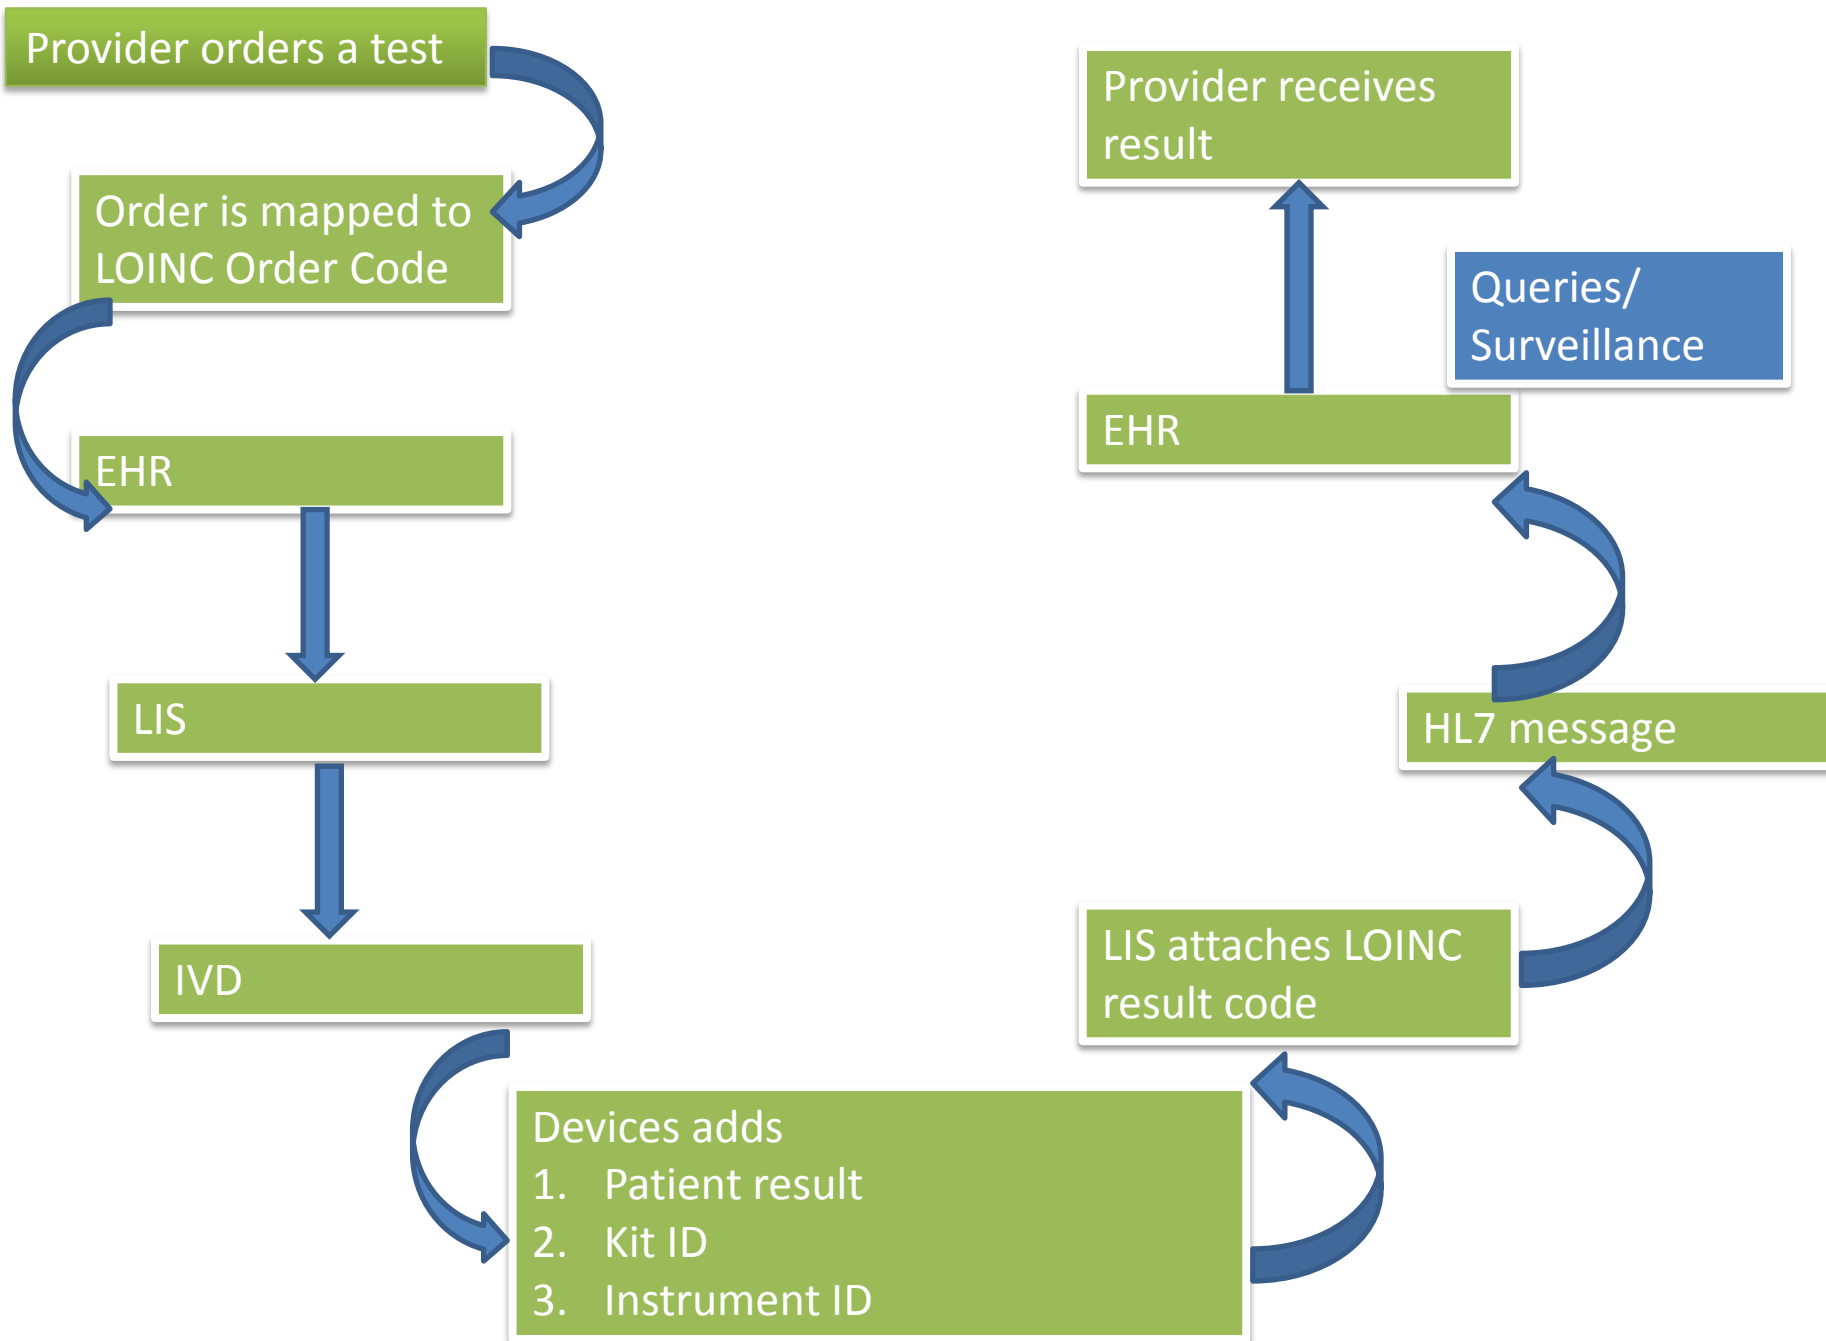 Provider orders a test
Order is mapped to
LOINC Order Code
EHR
LIS
IVD
Devices adds
1. Patient result
2. Kit ID
3. Instrument ID
LIS attaches LOINC
result code
HL7 message
EHR
Queries/
Surveillance
Provider receives
result